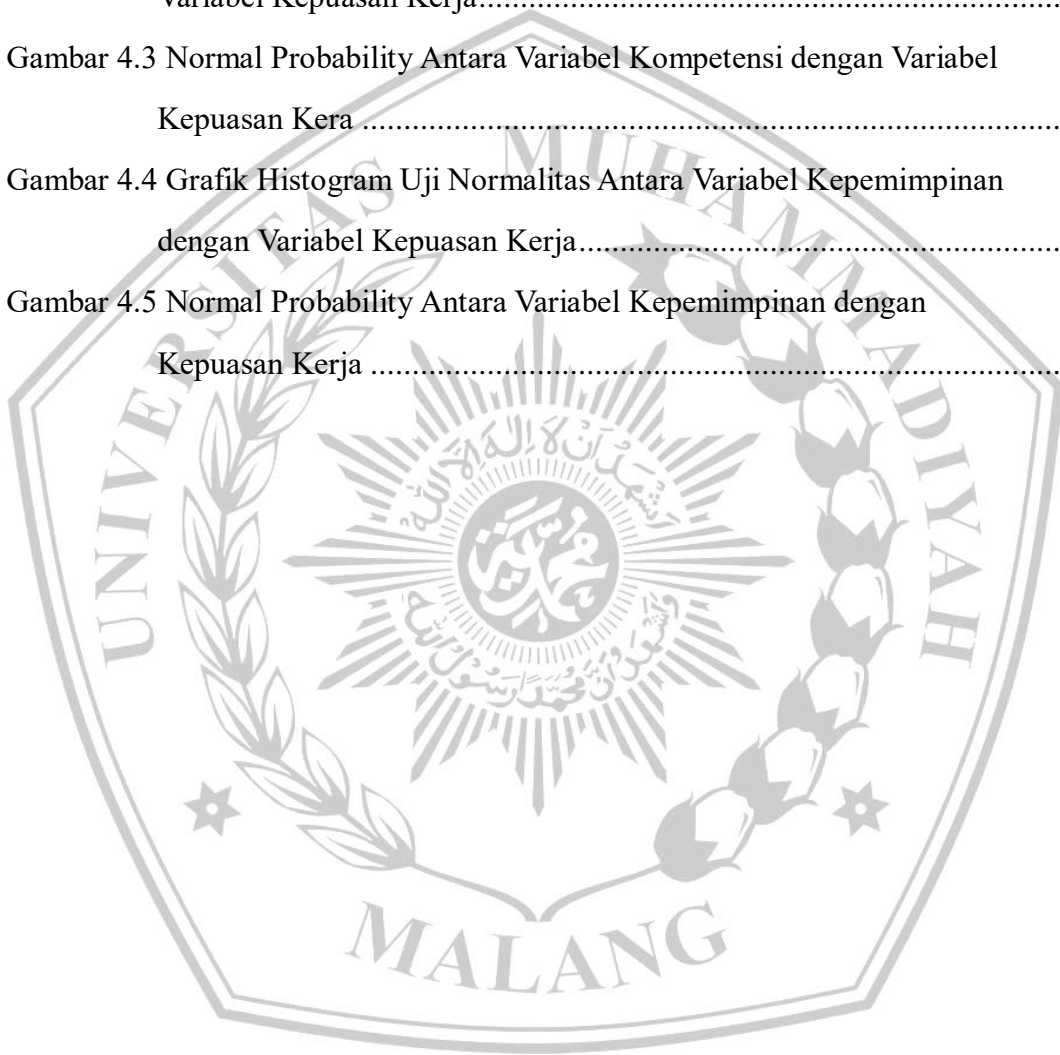 Variabel Kepuasan Kerja........................................................................
Gambar 4.3 Normal Probability Antara Variabel Kompetensi dengan Variabel
Kepuasan Kera ......................................................................................
Gambar 4.4 Grafik Histogram Uji Normalitas Antara Variabel Kepemimpinan
dengan Variabel Kepuasan Kerja...........................................................
Gambar 4.5 Normal Probability Antara Variabel Kepemimpinan dengan
Kepuasan Kerja .....................................................................................
UNIVERSITAS MUHAMMADIYAH
MALANG